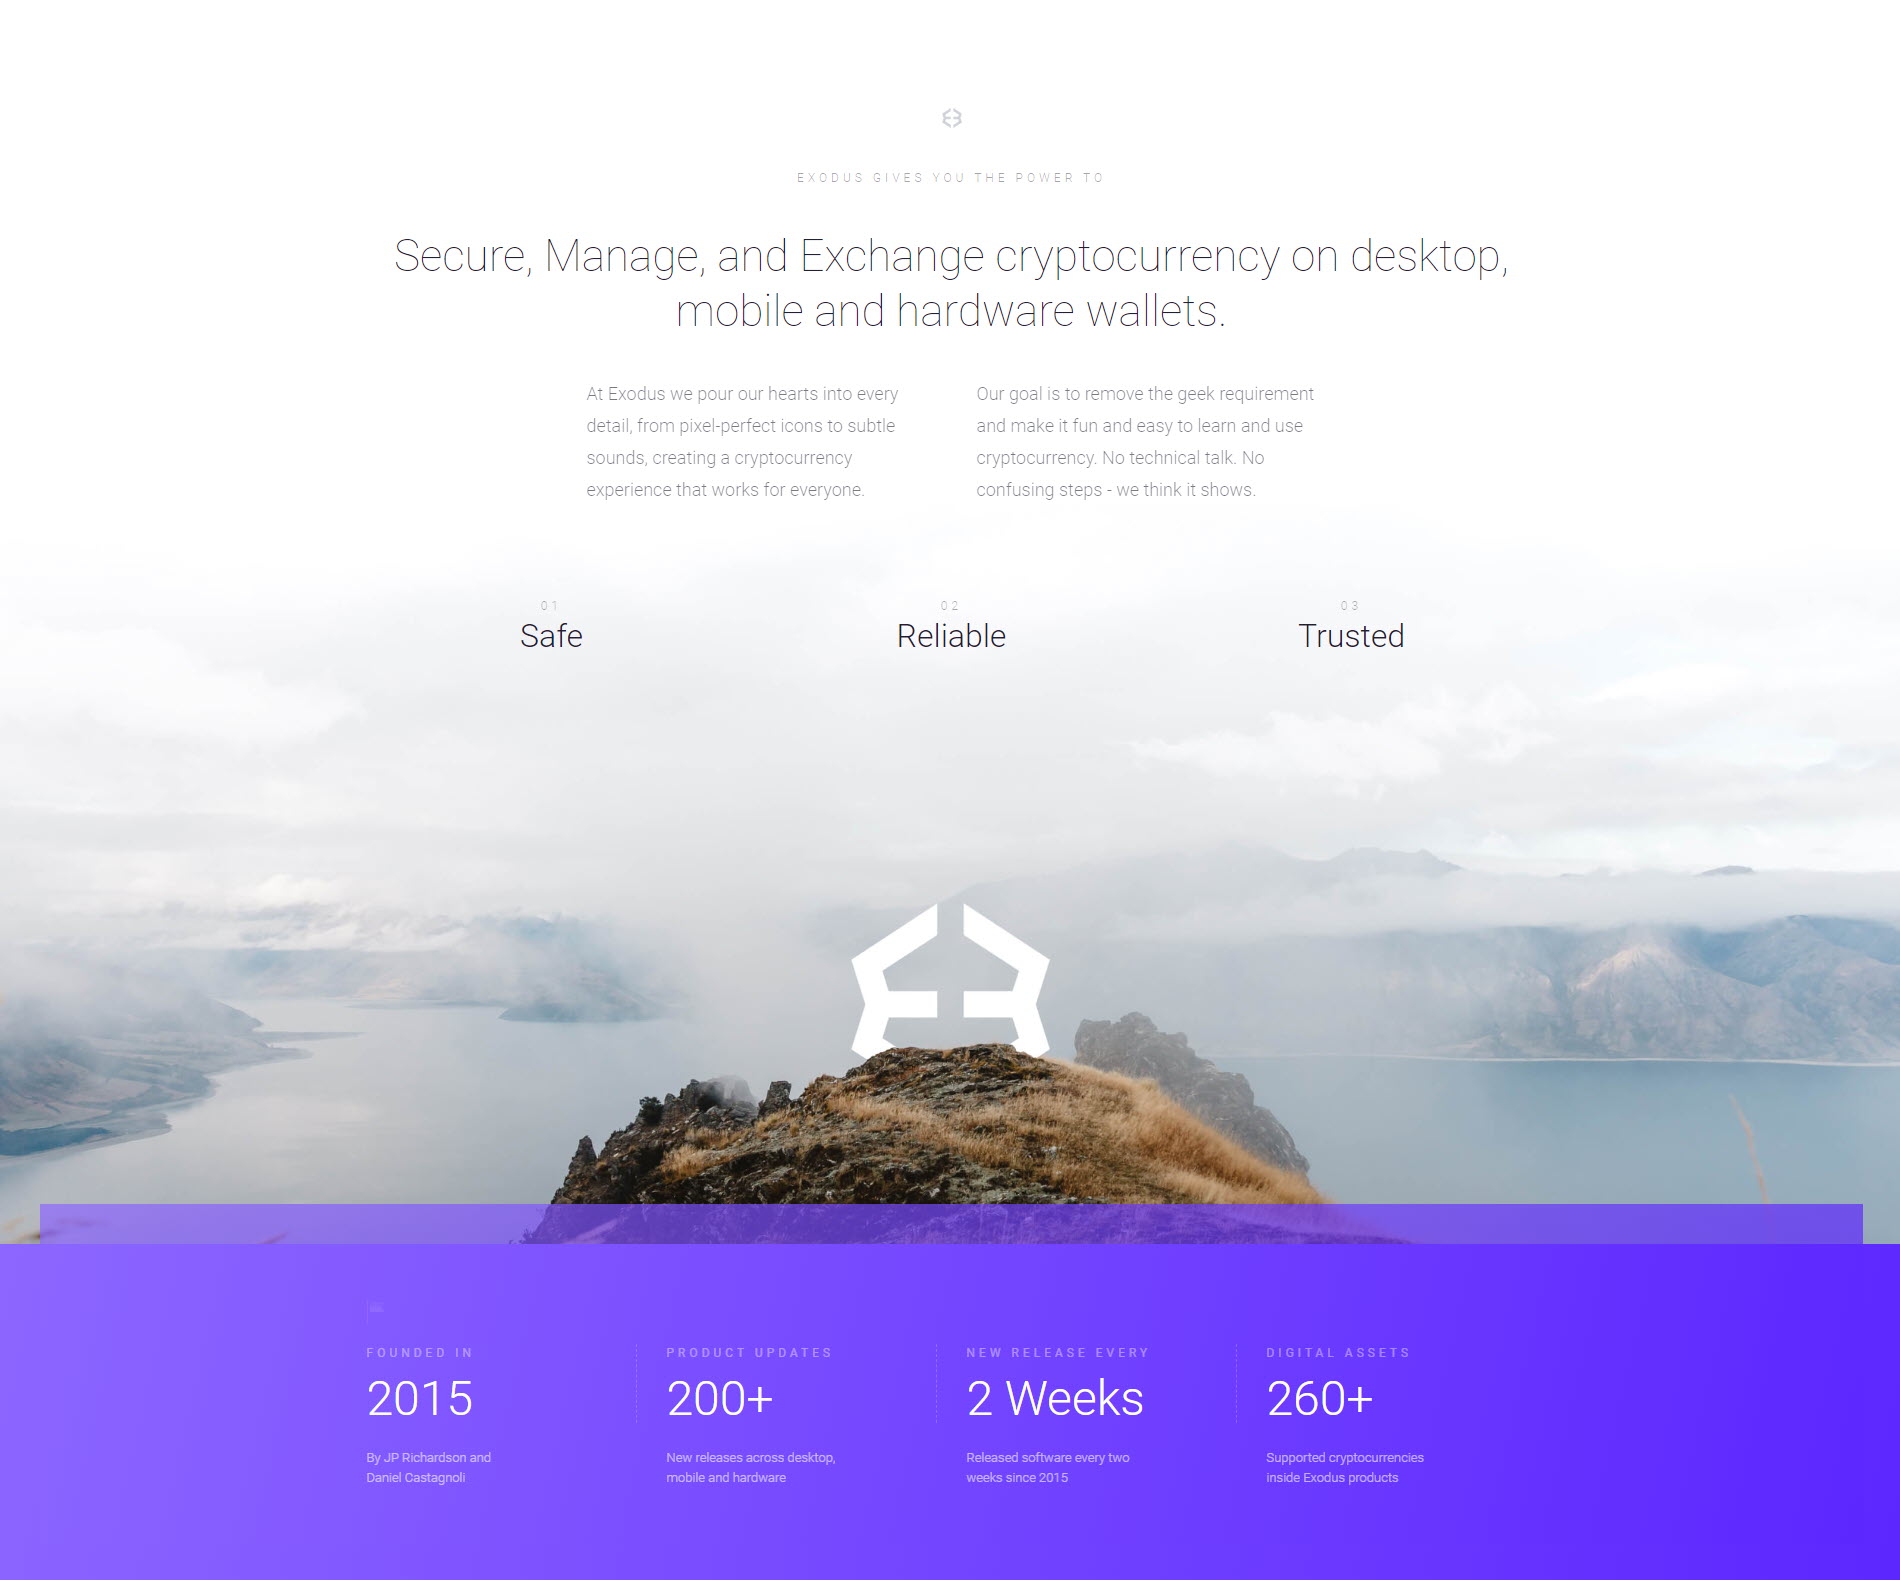 EXODUS GIVES YOU THE POWER TO
Secure, Manage, and Exchange cryptocurrency on desktop,
mobile and hardware wallets.
At Exodus we pour our hearts into every
detail, from pixel-perfect icons to subtle
sounds, creating a cryptocurrency
experience that works for everyone.
Our goal is to remove the geek requirement
and make it fun and easy to learn and use
cryptocurrency. No technical talk. No
confusing steps - we think it shows.
01
Safe
02
Reliable
03
Trusted
FOUNDED IN
2015
By JP Richardson and
Daniel Castagnoli
PRODUCT UPDATES
200+
New releases across desktop,
mobile and hardware
NEW RELEASE EVERY
2 Weeks
Released software every two
weeks since 2015
DIGITAL ASSETS
260+
Supported cryptocurrencies
inside Exodus products